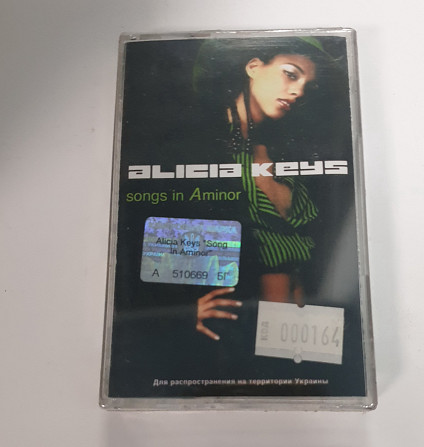 ALICIA KEYS
songs in Aminor
Alicia Keys "Song
In Aminor"
А 510669 БГ
000164
Для распространения на территории Украины